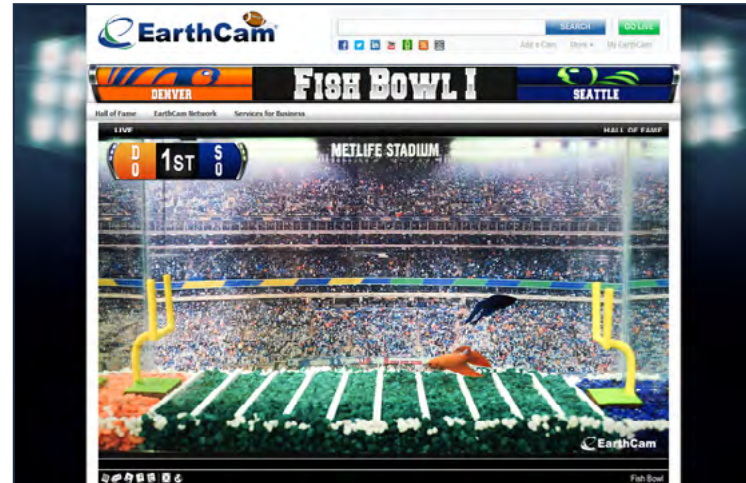 EarthCam
SEARCH
GO LIVE
Add a Cam
More
My EarthCam
DENVER
FISH BOWL I
SEATTLE
Hall of Fame
EarthCam Network
Services for Business
LIVE
HALL OF FAME
D
0
1ST
S
0
METLIFE STADIUM
EarthCam
Fish Bowl